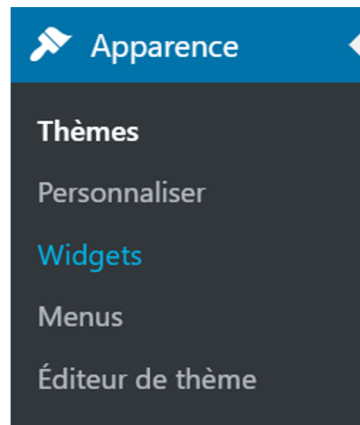 Apparence
Thèmes
Personnaliser
Widgets
Menus
Éditeur de thème